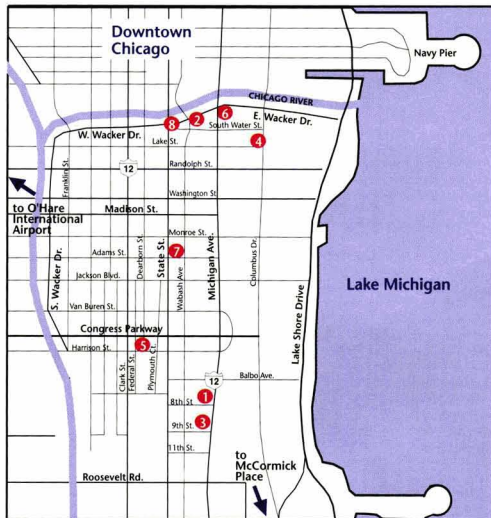 Downtown
Chicago
Navy Pier
CHICAGO RIVER
6
E. Wacker Dr.
8
2
South Water St.
W. Wacker Dr.
Lake St.
4
Randolph St.
12
Franklin St.
Washington St.
to O'Hare
International
Airport
Madison St.
Monroe St.
Adams St.
7
Dearborn St.
State St.
Wabash Ave
Michigan Ave.
Columbus Dr.
S. Wacker Dr.
Jackson Blvd.
Lake Michigan
Van Buren St.
Lake Shore Drive
Congress Parkway
Harrison St.
5
Clark St.
Federal St.
Plymouth Ct.
12
Balbo Ave.
1
8th St
3
9th St.
11th St.
to
McCormick
Place
Roosevelt Rd.